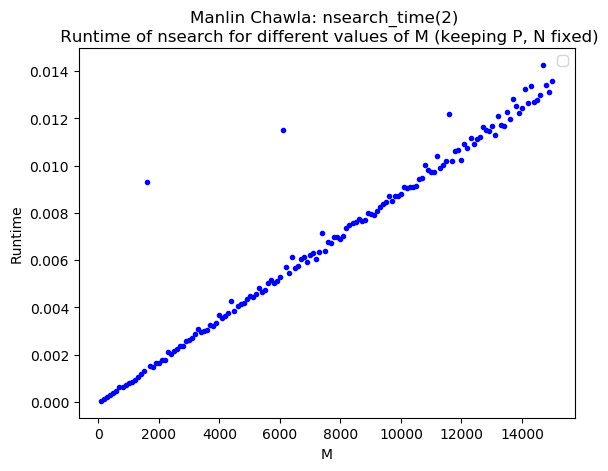 Manlin Chawla: nsearch_time(2)
Runtime of nsearch for different values of M (keeping P, N fixed)
0.014
0.012
0.010
0.008
0.006
0.004
0.002
0.000
Runtime
0 2000 4000 6000 8000 10000 12000 14000
M